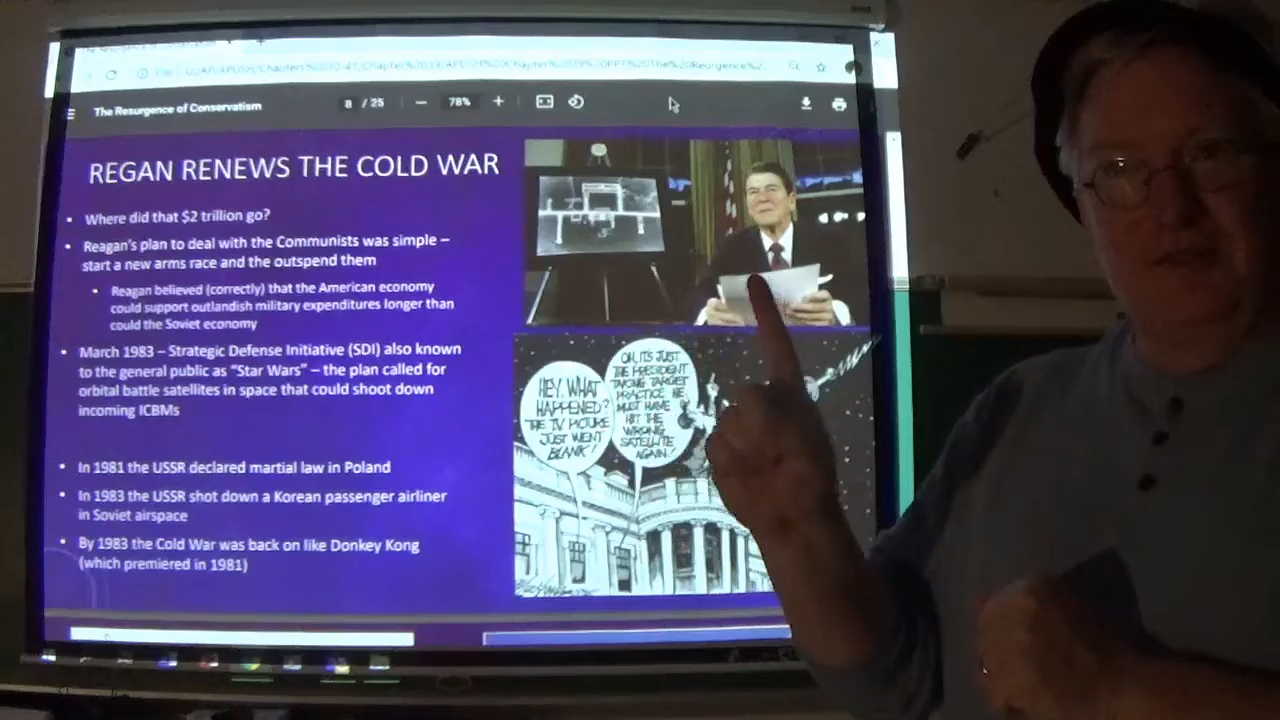 The Resurgence of Conservatism
8 / 25
78%
REGAN RENEWS THE COLD WAR
• Where did that $2 trillion go?
• Reagan's plan to deal with the Communists was simple –
start a new arms race and the outspend them
• Reagan believed (correctly) that the American economy
could support outlandish military expenditures longer than
could the Soviet economy
• March 1983 – Strategic Defense Initiative (SDI) also known
to the general public as "Star Wars" – the plan called for
orbital battle satellites in space that could shoot down
incoming ICBMs
• In 1981 the USSR declared martial law in Poland
• In 1983 the USSR shot down a Korean passenger airliner
in Soviet airspace
• By 1983 the Cold War was back on like Donkey Kong
(which premiered in 1981)
HEY. WHAT
HAPPENED?
THE TV PICTURE
JUST WENT
BLANK!
OH, IT'S JUST
THE PRESIDENT
TAKING TARGET
PRACTICE. HE
MUST HAVE
HIT THE
WRONG
SATELLITE
AGAIN!